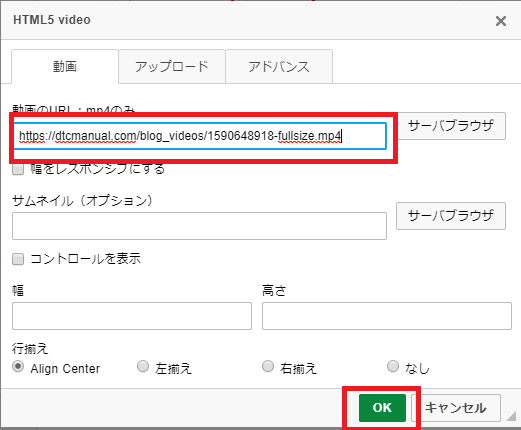 HTML5 video
動画
アップロード
アドバンス
動画のURL：mp4のみ
https://dtcmanual.com/blog_videos/1590648918-fullsize.mp4
サーバブラウザ
幅をレスポンシブにする
サムネイル（オプション）
サーバブラウザ
コントロールを表示
幅
高さ
行揃え
Align Center
左揃え
右揃え
なし
OK
キャンセル